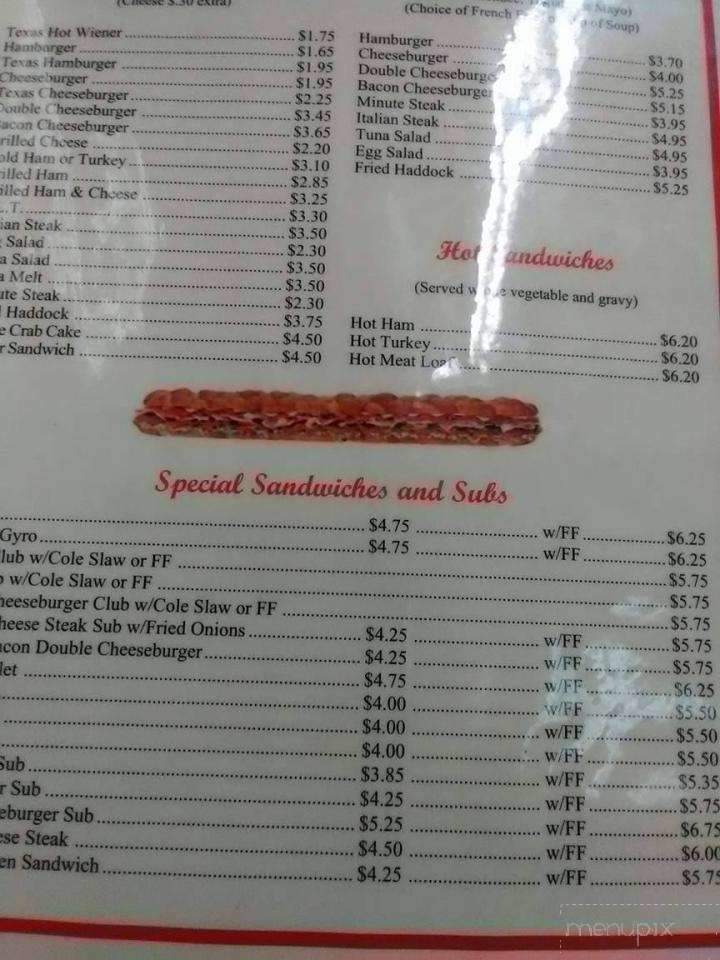 (Cheese $.30 extra)
Texas Hot Wiener $1.75
Hamburger $1.65
Texas Hamburger $1.95
Cheeseburger $1.95
Texas Cheeseburger $2.25
Double Cheeseburger $3.45
acon Cheeseburger $3.65
rilled Cheese $2.20
old Ham or Turkey $3.10
illed Ham $2.85
illed Ham & Cheese $3.25
L.T. $3.30
ian Steak $3.50
Salad $2.30
a Salad $3.50
a Melt $3.50
ute Steak $2.30
Haddock $3.75
e Crab Cake $4.50
r Sandwich $4.50
Mayo)
(Choice of French of Soup)
Hamburger $3.70
Cheeseburger $4.00
Double Cheeseburge $5.25
Bacon Cheeseburger $5.15
Minute Steak $3.95
Italian Steak $4.95
Tuna Salad $4.95
Egg Salad $3.95
Fried Haddock $5.25
Hot Sandwiches
(Served w vegetable and gravy)
Hot Ham $6.20
Hot Turkey $6.20
Hot Meat Loaf $6.20
Special Sandwiches and Subs
$4.75 w/FF $6.25
Gyro $4.75 w/FF $6.25
lub w/Cole Slaw or FF $5.75
b w/Cole Slaw or FF $5.75
heeseburger Club w/Cole Slaw or FF $5.75
heese Steak Sub w/Fried Onions $4.25 w/FF $5.75
acon Double Cheeseburger $4.25 w/FF $5.75
let $4.75 w/FF $6.25
$4.00 w/FF $5.50
$4.00 w/FF $5.50
$4.00 w/FF $5.50
Sub $3.85 w/FF $5.35
r Sub $4.25 w/FF $5.75
eburger Sub $5.25 w/FF $6.75
ese Steak $4.50 w/FF $6.00
en Sandwich $4.25 w/FF $5.75
menupix